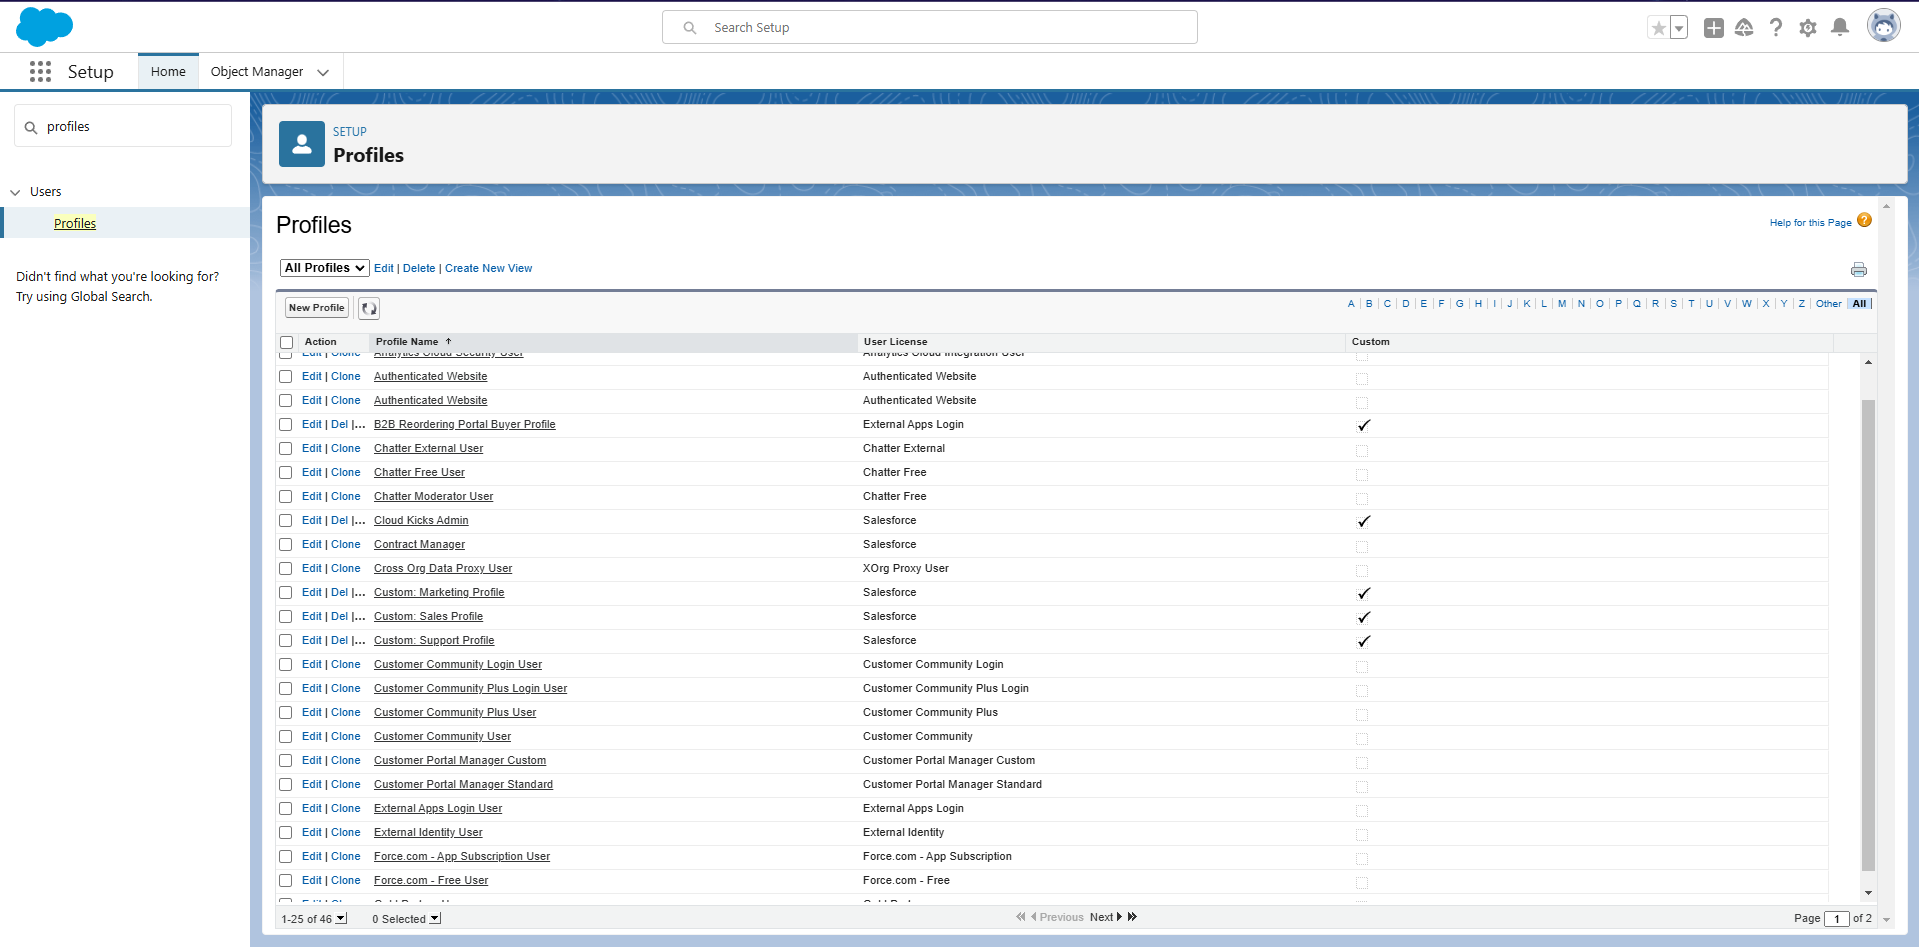 Search Setup
Setup
Home
Object Manager
profiles
Users
Profiles
Didn't find what you're looking for?
Try using Global Search.
SETUP
Profiles
Profiles
Help for this Page ?
All Profiles Edit | Delete | Create New View
New Profile
A | B | C | D | E | F | G | H | I | J | K | L | M | N | O | P | Q | R | S | T | U | V | W | X | Y | Z | Other | All
Action Profile Name User License Custom
Edit | Clone Analytics Cloud Security User Analytics Cloud Integration User
Edit | Clone Authenticated Website Authenticated Website
Edit | Clone Authenticated Website Authenticated Website
Edit | Del |... B2B Reordering Portal Buyer Profile External Apps Login
Edit | Clone Chatter External User Chatter External
Edit | Clone Chatter Free User Chatter Free
Edit | Clone Chatter Moderator User Chatter Free
Edit | Del |... Cloud Kicks Admin Salesforce
Edit | Clone Contract Manager Salesforce
Edit | Clone Cross Org Data Proxy User XOrg Proxy User
Edit | Del |... Custom: Marketing Profile Salesforce
Edit | Del |... Custom: Sales Profile Salesforce
Edit | Del |... Custom: Support Profile Salesforce
Edit | Clone Customer Community Login User Customer Community Login
Edit | Clone Customer Community Plus Login User Customer Community Plus Login
Edit | Clone Customer Community Plus User Customer Community Plus
Edit | Clone Customer Community User Customer Community
Edit | Clone Customer Portal Manager Custom Customer Portal Manager Custom
Edit | Clone Customer Portal Manager Standard Customer Portal Manager Standard
Edit | Clone External Apps Login User External Apps Login
Edit | Clone External Identity User External Identity
Edit | Clone Force.com - App Subscription User Force.com - App Subscription
Edit | Clone Force.com - Free User Force.com - Free
1-25 of 46 0 Selected Previous Next Page 1 of 2